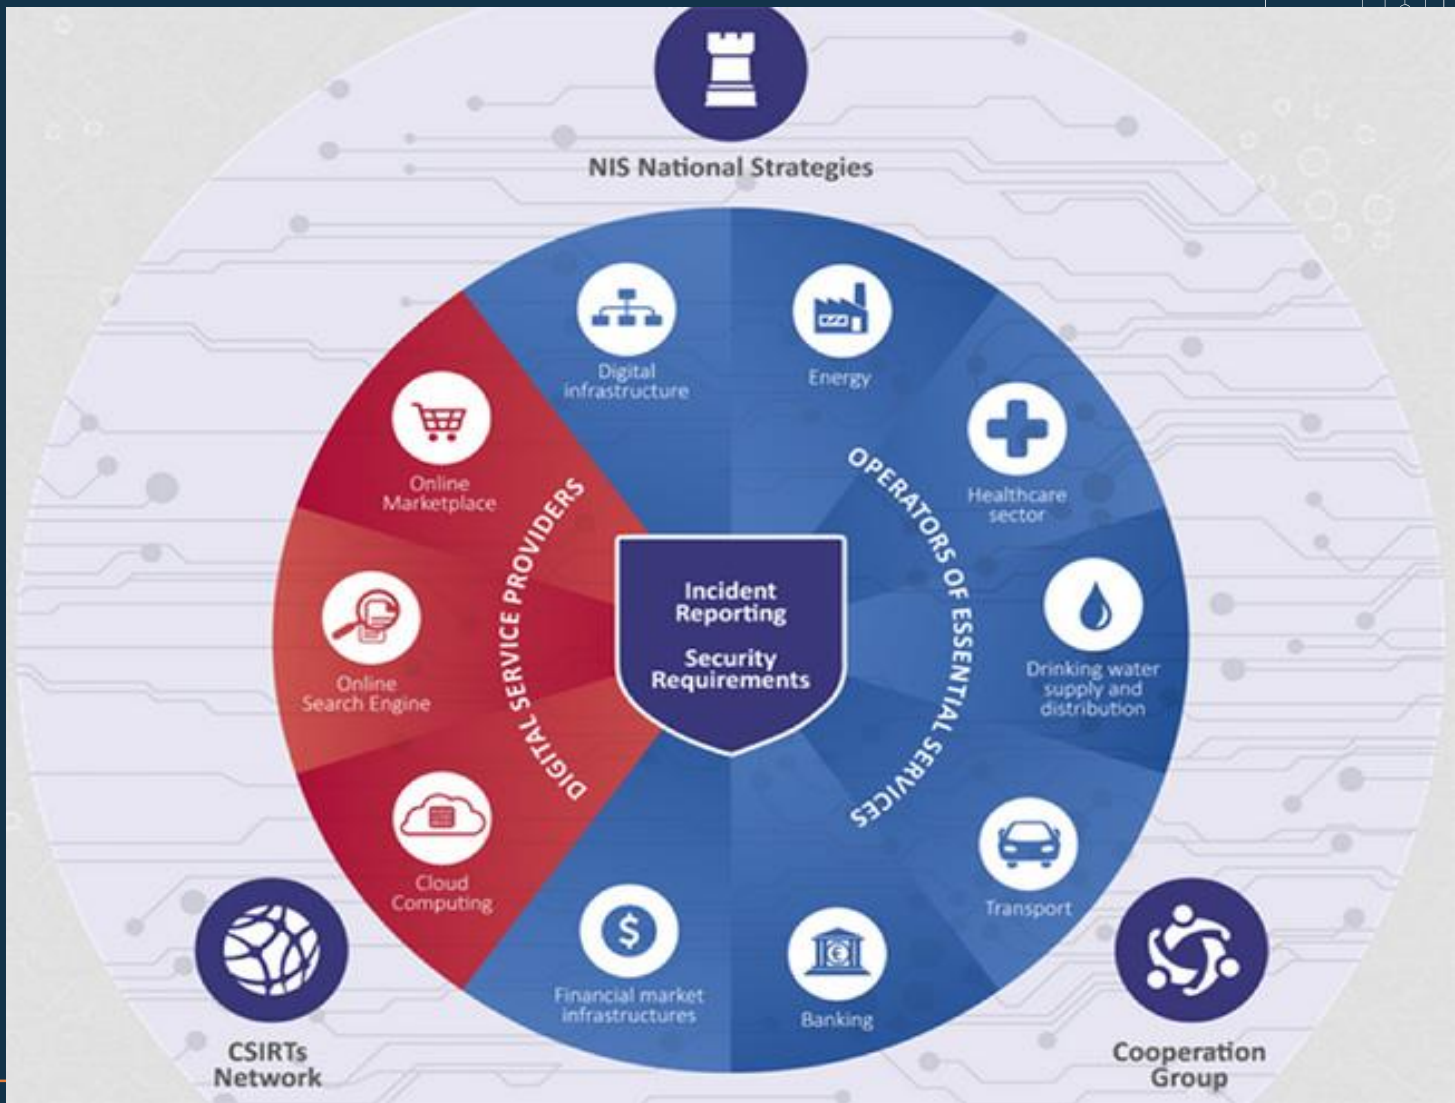 NIS National Strategies
Digital
infrastructure
Energy
Online
Marketplace
Healthcare
sector
DIGITAL SERVICE PROVIDERS
OPERATORS OF ESSENTIAL SERVICES
Incident
Reporting
Security
Requirements
Online
Search Engine
Drinking water
supply and
distribution
Cloud
Computing
Transport
Financial market
infrastructures
Banking
CSIRTs
Network
Cooperation
Group